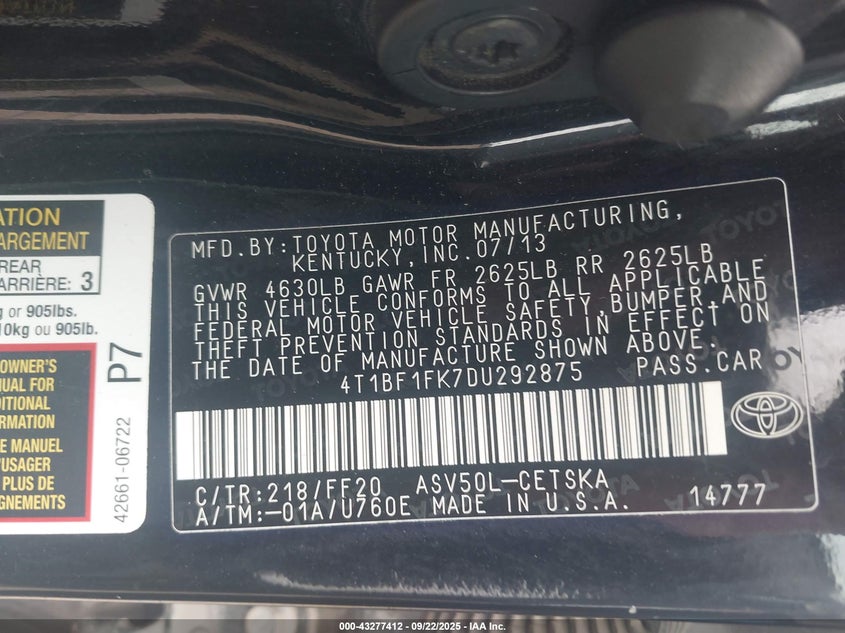 ATION
ARGEMENT
REAR
ARRIÈRE: 3
g or 905lbs.
10kg ou 905lb.
OWNER'S
MANUAL FOR
DITIONAL
ORMATION
E MANUEL
'USAGER
PLUS DE
GNEMENTS
P7
42661-06722
MFD.BY:TOYOTA MOTOR MANUFACTURING,
KENTUCKY,INC.07/13
GVWR 4630LB GAWR FR 2625LB RR 2625LB
THIS VEHICLE CONFORMS TO ALL APPLICABLE
FEDERAL MOTOR VEHICLE SAFETY,BUMPER,AND
THEFT PREVENTION STANDARDS IN EFFECT ON
THE DATE OF MANUFACTURE SHOWN ABOVE.
4T1BF1FK7DU292875 PASS.CAR
C/TR:218/FF20 ASV50L-CETSKA
A/TM:-01A/U760E MADE IN U.S.A. 14777
000-43277412 - 09/22/2025 - IAA Inc.